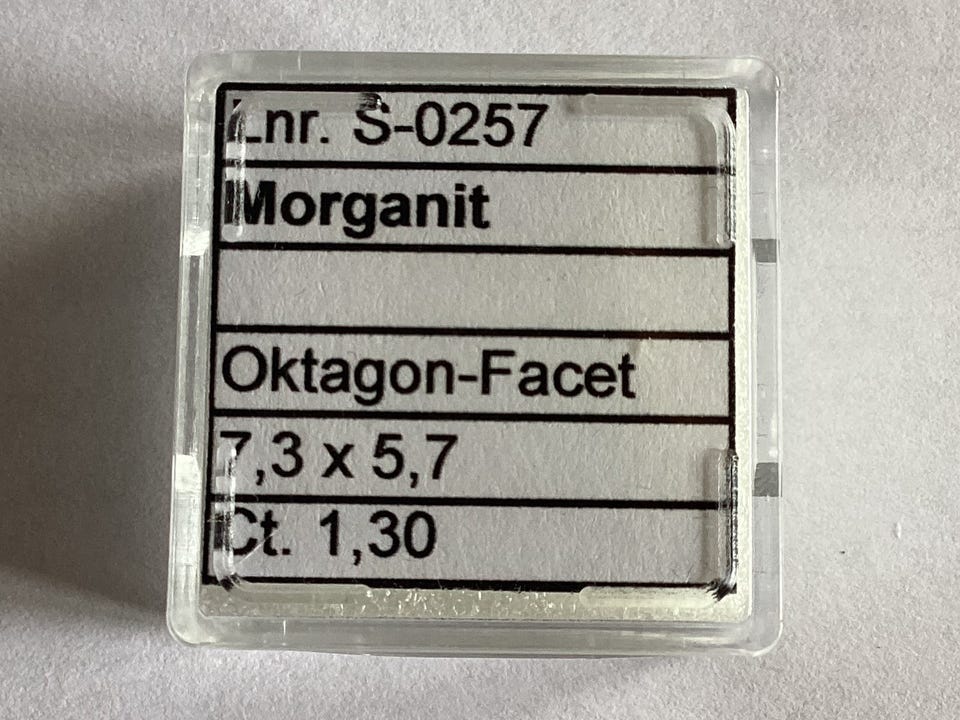 Lnr. S-0257
Morganit
Oktagon-Facet
7,3 x 5,7
Ct. 1,30